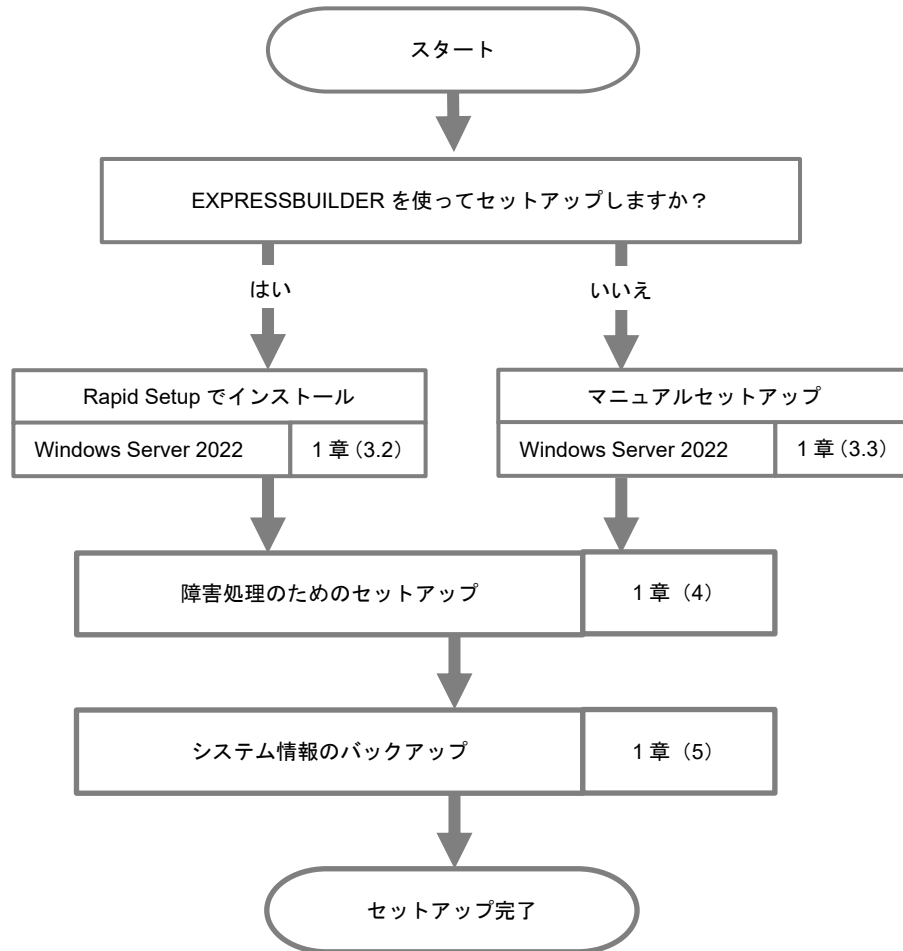 スタート
EXPRESSBUILDER を使ってセットアップしますか？
はい
いいえ
Rapid Setup でインストール
Windows Server 2022
1 章（3.2）
マニュアルセットアップ
Windows Server 2022
1 章（3.3）
障害処理のためのセットアップ
1 章（4）
システム情報のバックアップ
1 章（5）
セットアップ完了